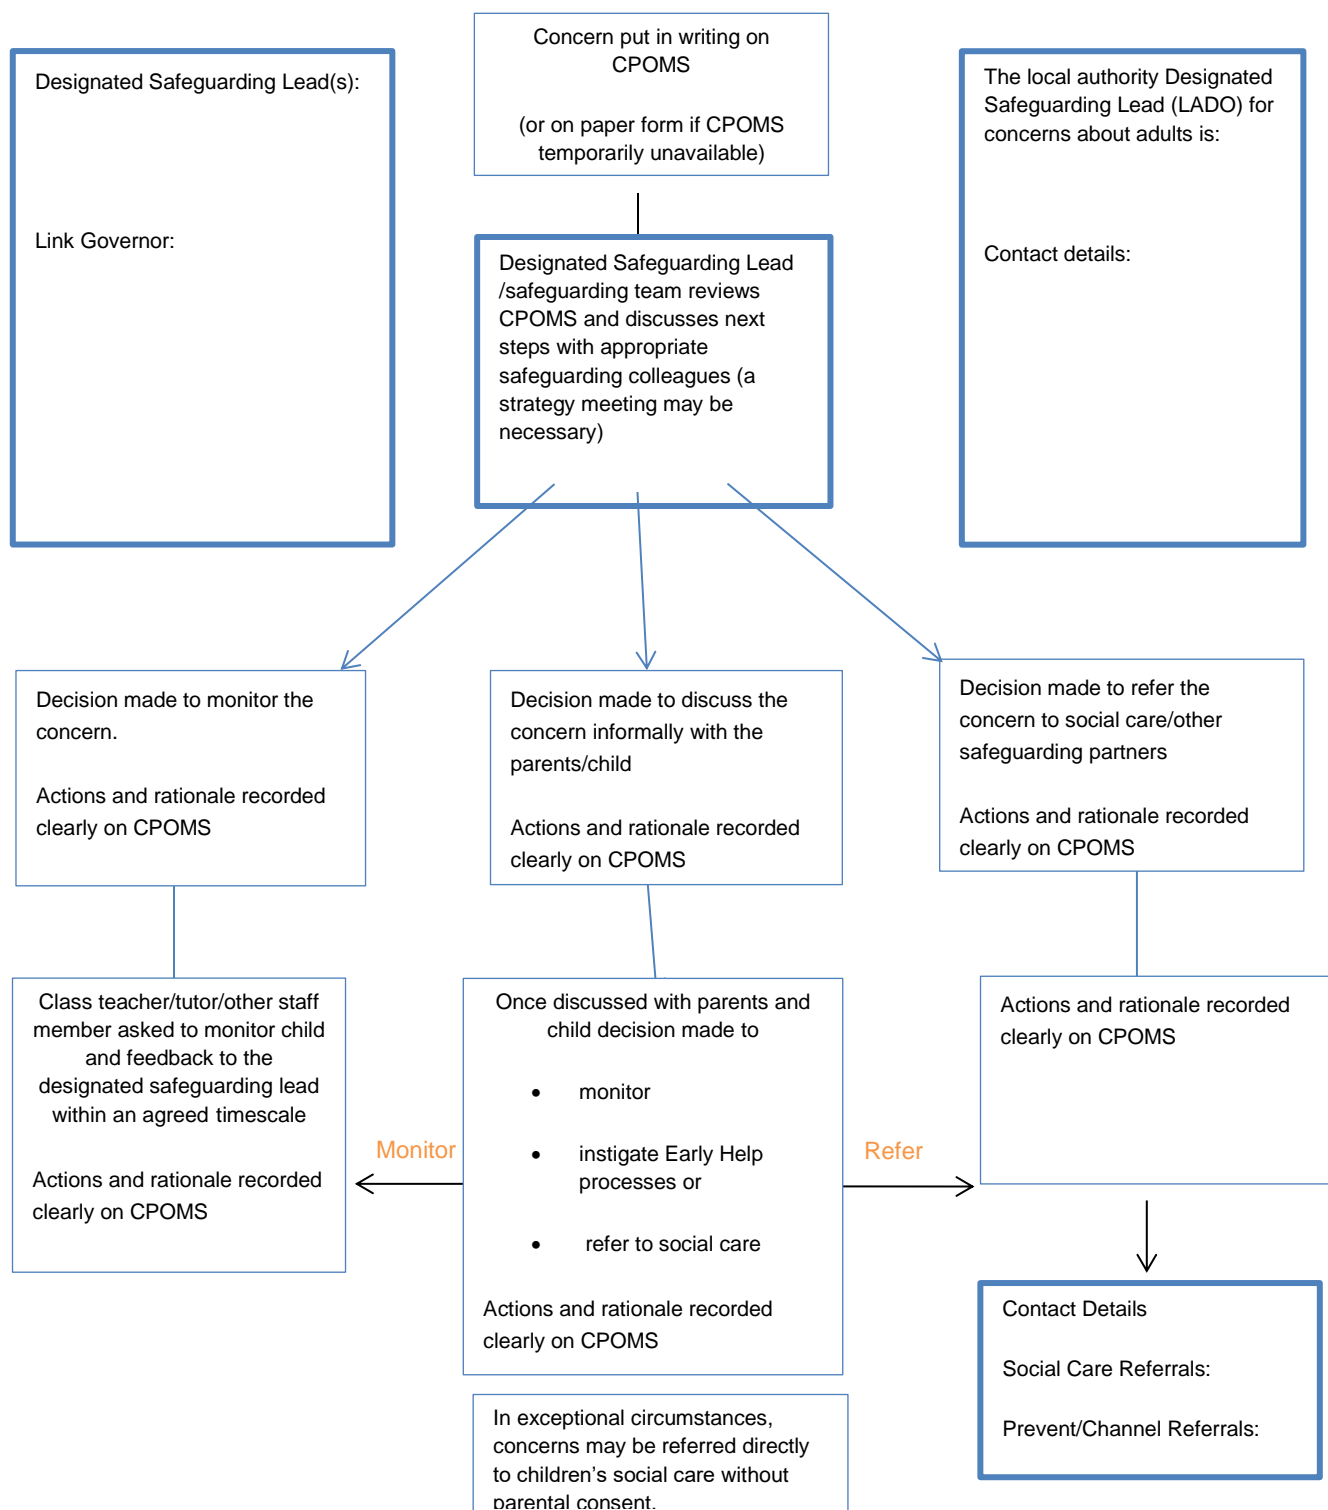 Concern put in writing on
CPOMS
(or on paper form if CPOMS
temporarily unavailable)
Designated Safeguarding Lead(s):
Link Governor:
The local authority Designated
Safeguarding Lead (LADO) for
concerns about adults is:
Contact details:
Designated Safeguarding Lead
/safeguarding team reviews
CPOMS and discusses next
steps with appropriate
safeguarding colleagues (a
strategy meeting may be
necessary)
Decision made to monitor the
concern.
Actions and rationale recorded
clearly on CPOMS
Decision made to discuss the
concern informally with the
parents/child
Actions and rationale recorded
clearly on CPOMS
Decision made to refer the
concern to social care/other
safeguarding partners
Actions and rationale recorded
clearly on CPOMS
Class teacher/tutor/other staff
member asked to monitor child
and feedback to the
designated safeguarding lead
within an agreed timescale
Actions and rationale recorded
clearly on CPOMS
Monitor
Once discussed with parents and
child decision made to
• monitor
• instigate Early Help
processes or
• refer to social care
Actions and rationale recorded
clearly on CPOMS
Refer
Actions and rationale recorded
clearly on CPOMS
Contact Details
Social Care Referrals:
Prevent/Channel Referrals:
In exceptional circumstances,
concerns may be referred directly
to children's social care without
parental consent.